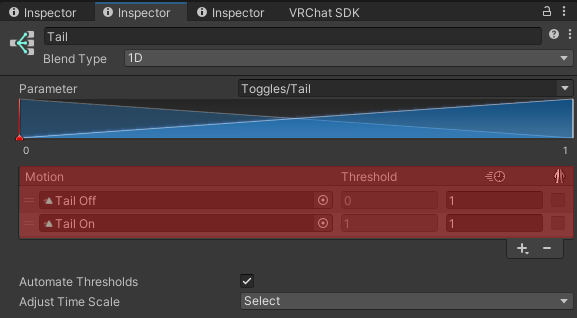 Inspector Inspector Inspector VRChat SDK
Tail
Blend Type 1D
Parameter Toggles/Tail
0 1
Motion Threshold
Tail Off 0 1
Tail On 1 1
Automate Thresholds
Adjust Time Scale Select